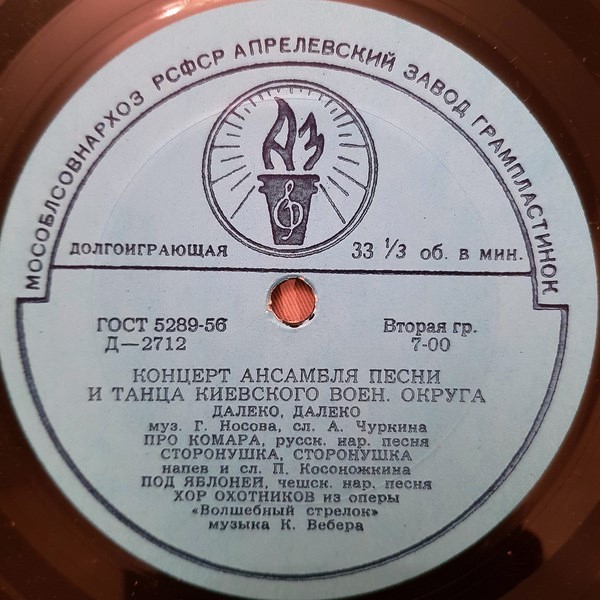 МОСОБЛСОВНАРХОЗ РСФСР АПРЕЛЕВСКИЙ ЗАВОД ГРАМПЛАСТИНОК
АЗ
ДОЛГОИГРАЮЩАЯ 33 1/3 об. в мин.
ГОСТ 5289-56 Вторая гр.
Д—2712 7-00
КОНЦЕРТ АНСАМБЛЯ ПЕСНИ
И ТАНЦА КИЕВСКОГО ВОЕН. ОКРУГА
ДАЛЕКО, ДАЛЕКО
муз. Г. Носова, сл. А. Чуркина
ПРО КОМАРА, русск. нар. песня
СТОРОНУШКА, СТОРОНУШКА
напев и сл. П. Косоножкина
ПОД ЯБЛОНЕЙ, чешск. нар. песня
ХОР ОХОТНИКОВ из оперы
«Волшебный стрелок»
музыка К. Вебера